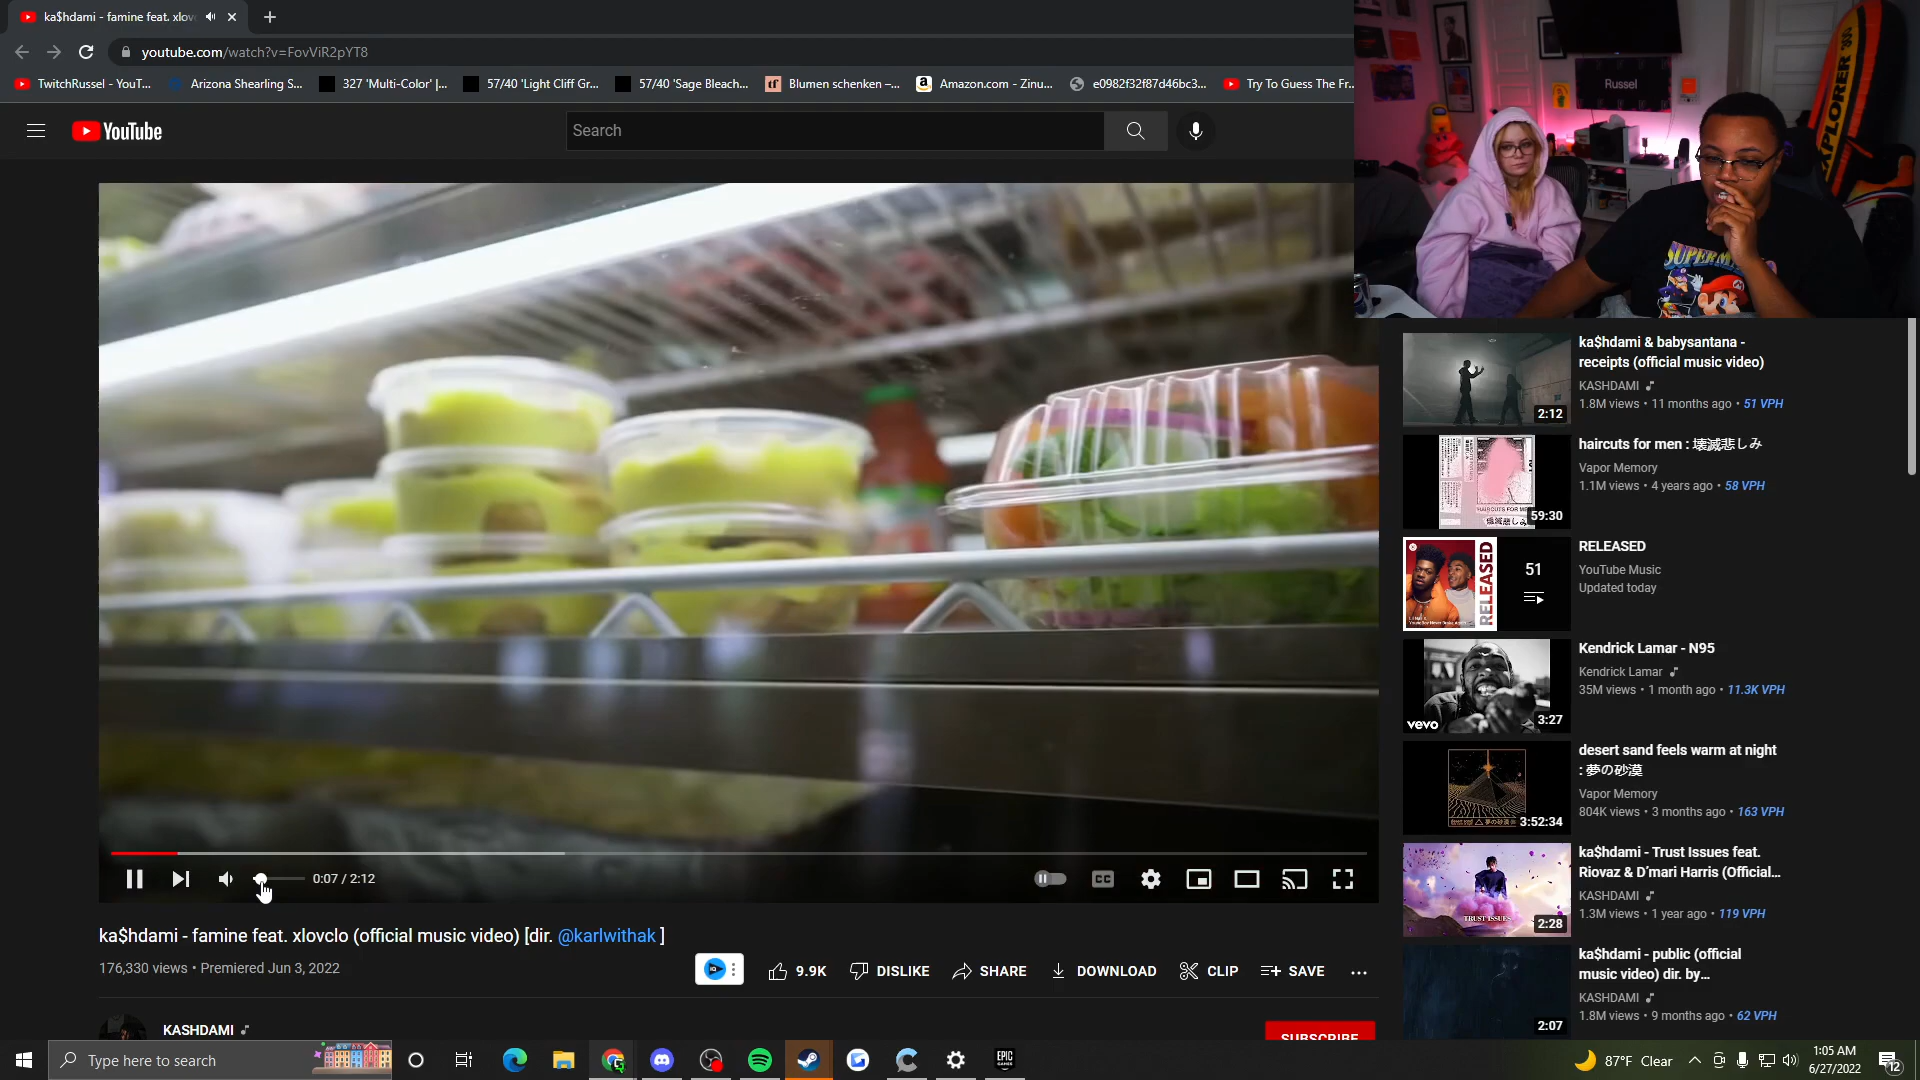 ka$hdami - famine feat. xlov
youtube.com/watch?v=FovViR2pYT8
TwitchRussel - YouT...
Arizona Shearling S...
327 'Multi-Color' |...
57/40 'Light Cliff Gr...
57/40 'Sage Bleach...
Blumen schenken –...
Amazon.com - Zinu...
e0982f32f87d46bc3...
Try To Guess The Fr...
YouTube
Search
Russel
XPLORER 2
SUPERM
0:07 / 2:12
CC
ka$hdami - famine feat. xlovclo (official music video) [dir. @karlwithak ]
176,330 views • Premiered Jun 3, 2022
9.9K
DISLIKE
SHARE
DOWNLOAD
CLIP
SAVE
KASHDAMI
SUBSCRIBE
ka$hdami & babysantana -
receipts (official music video)
KASHDAMI
1.8M views • 11 months ago • 51 VPH
2:12
haircuts for men : 壊滅悲しみ
Vapor Memory
1.1M views • 4 years ago • 58 VPH
HAIRCUTS FOR MEN
59:30
RELEASED
YouTube Music
Updated today
RELEASED
51
Kendrick Lamar - N95
Kendrick Lamar
35M views • 1 month ago • 11.3K VPH
vevo
3:27
desert sand feels warm at night
: 夢の砂漠
Vapor Memory
804K views • 3 months ago • 163 VPH
3:52:34
ka$hdami - Trust Issues feat.
Riovaz & D'mari Harris (Official...
KASHDAMI
1.3M views • 1 year ago • 119 VPH
TRUST ISSUES
2:28
ka$hdami - public (official
music video) dir. by...
KASHDAMI
1.8M views • 9 months ago • 62 VPH
2:07
Type here to search
EPIC
GAMES
87°F Clear
1:05 AM
6/27/2022
12